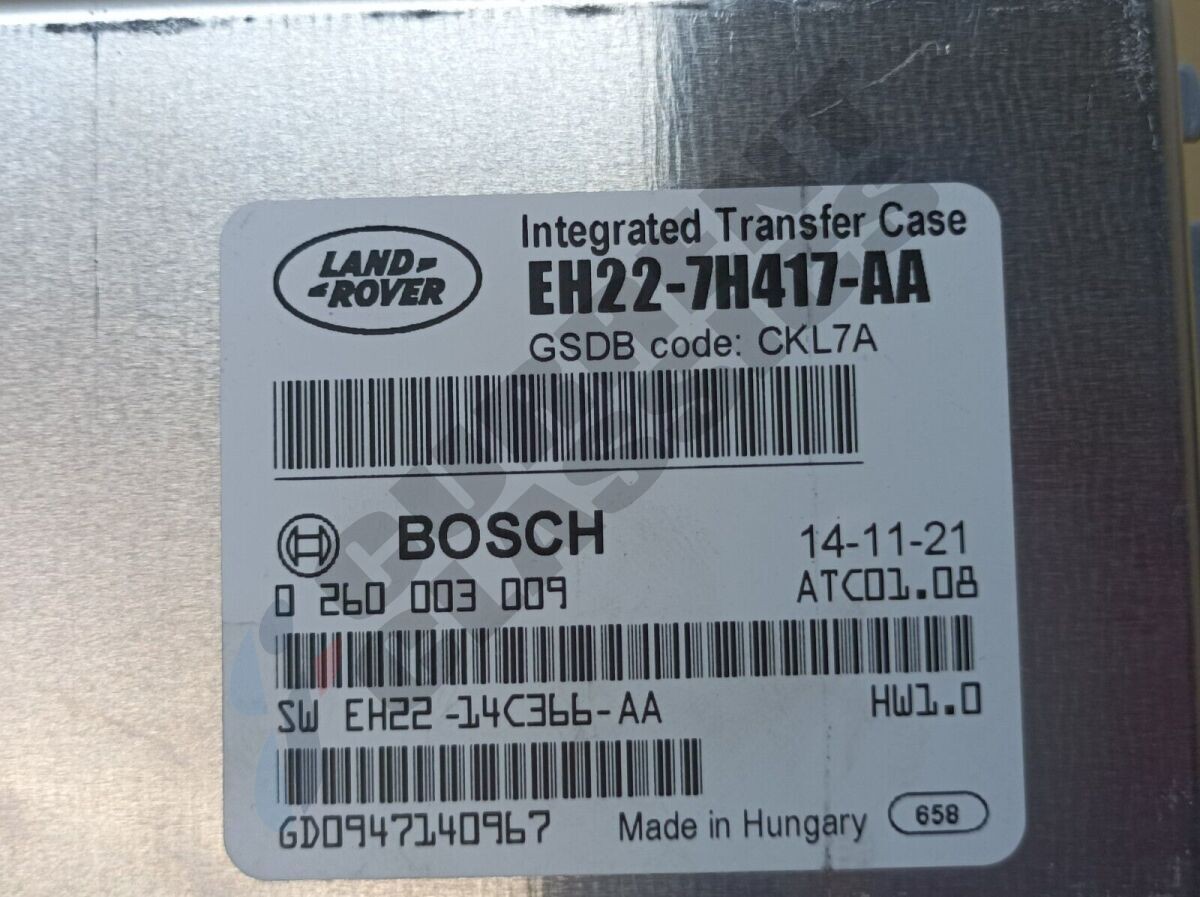 LAND
ROVER
Integrated Transfer Case
EH22-7H417-AA
GSDB code: CKL7A
BOSCH
14-11-21
0 260 003 009
ATC01.08
SW EH22-14C366-AA
HW1.0
GD0947140967
Made in Hungary
658